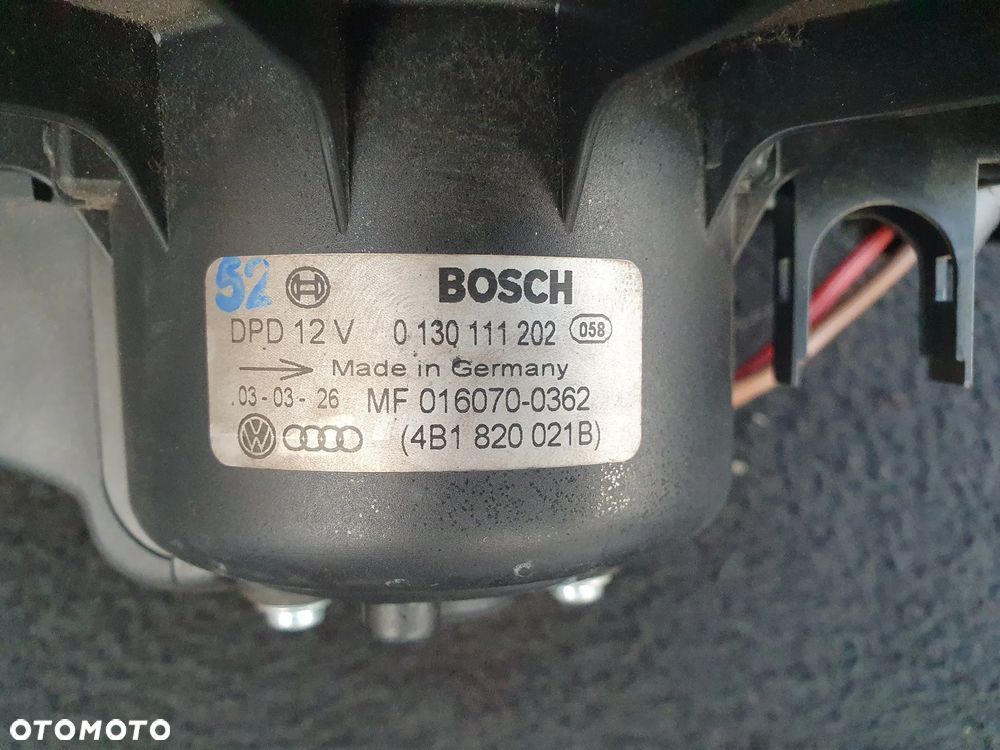 52 BOSCH
DPD 12 V 0 130 111 202 058
Made in Germany
.03-03- 26 MF 016070-0362
(4B1 820 021B)
OTOMOTO